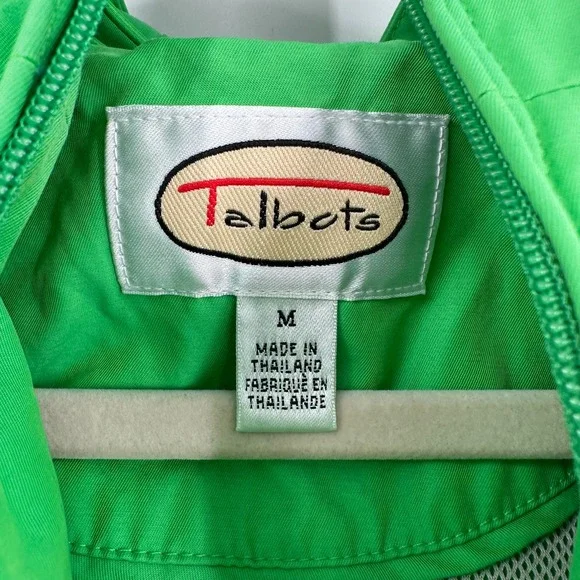 Talbots
M
MADE IN
THAILAND
FABRIQUÉ EN
THAILANDE